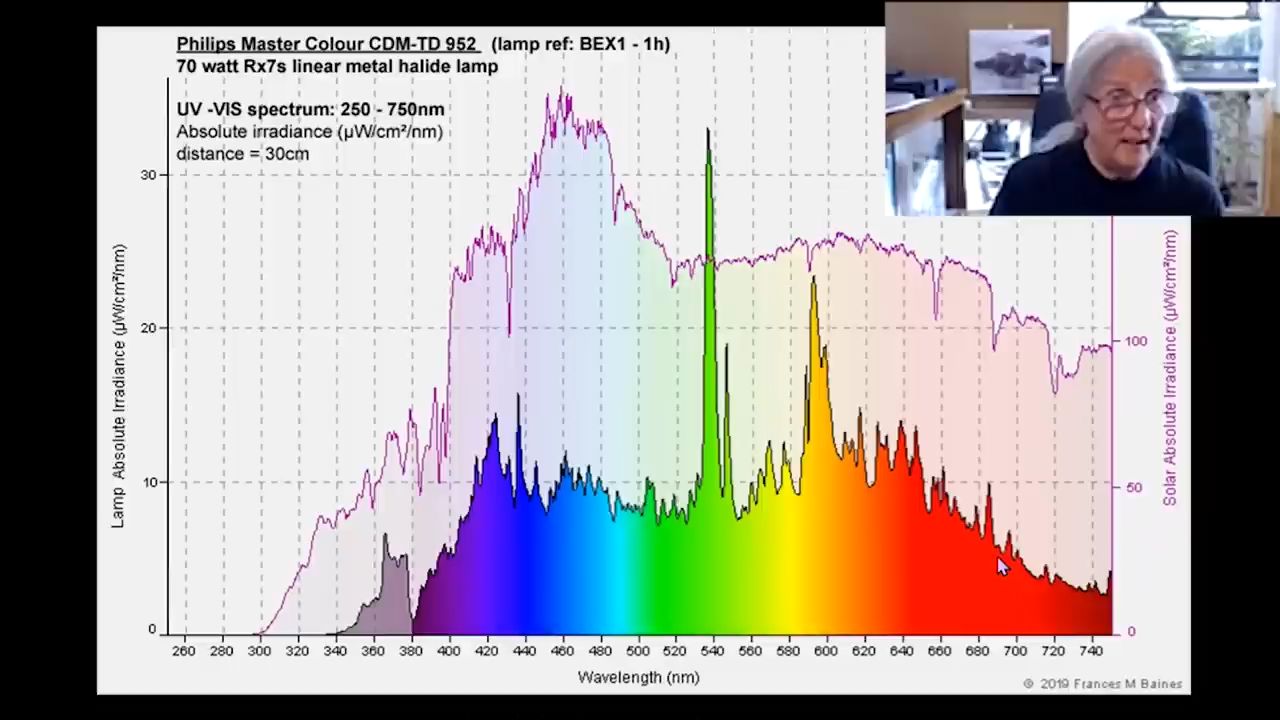 Philips Master Colour CDM-TD 952 (lamp ref: BEX1 - 1h)
70 watt Rx7s linear metal halide lamp
UV -VIS spectrum: 250 - 750nm
Absolute irradiance (µW/cm²/nm)
distance = 30cm
30
20
10
0
Lamp Absolute Irradiance (µW/cm²/nm)
100
50
0
Solar Absolute Irradiance (µW/cm²/nm)
260 280 300 320 340 360 380 400 420 440 460 480 500 520 540 560 580 600 620 640 660 680 700 720 740
Wavelength (nm)
© 2019 Frances M Baines